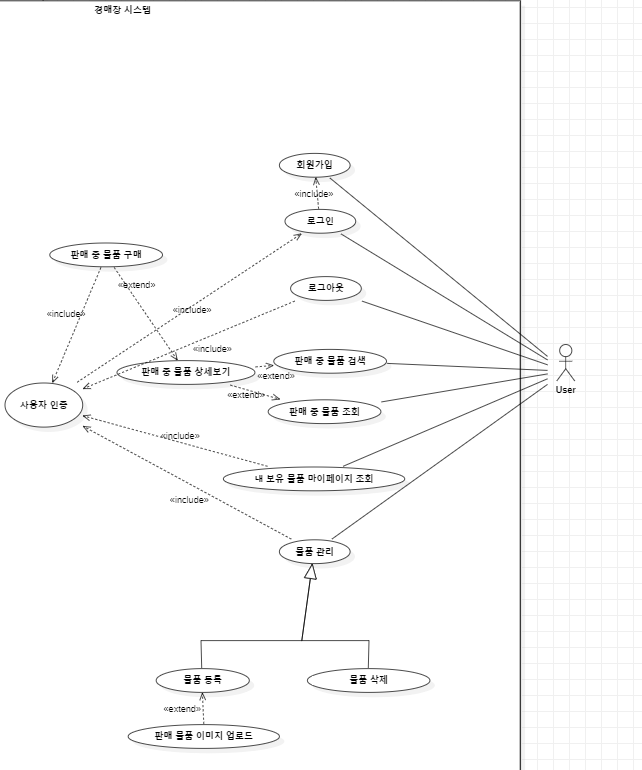 경매장 시스템
회원가입
«include»
로그인
판매 중 물품 구매
«extend»
로그아웃
«include»
«include»
«include»
판매 중 물품 검색
판매 중 물품 상세보기
«extend»
User
«extend»
사용자 인증
판매 중 물품 조회
«include»
내 보유 물품 마이페이지 조회
«include»
물품 관리
물품 등록
물품 삭제
«extend»
판매 물품 이미지 업로드